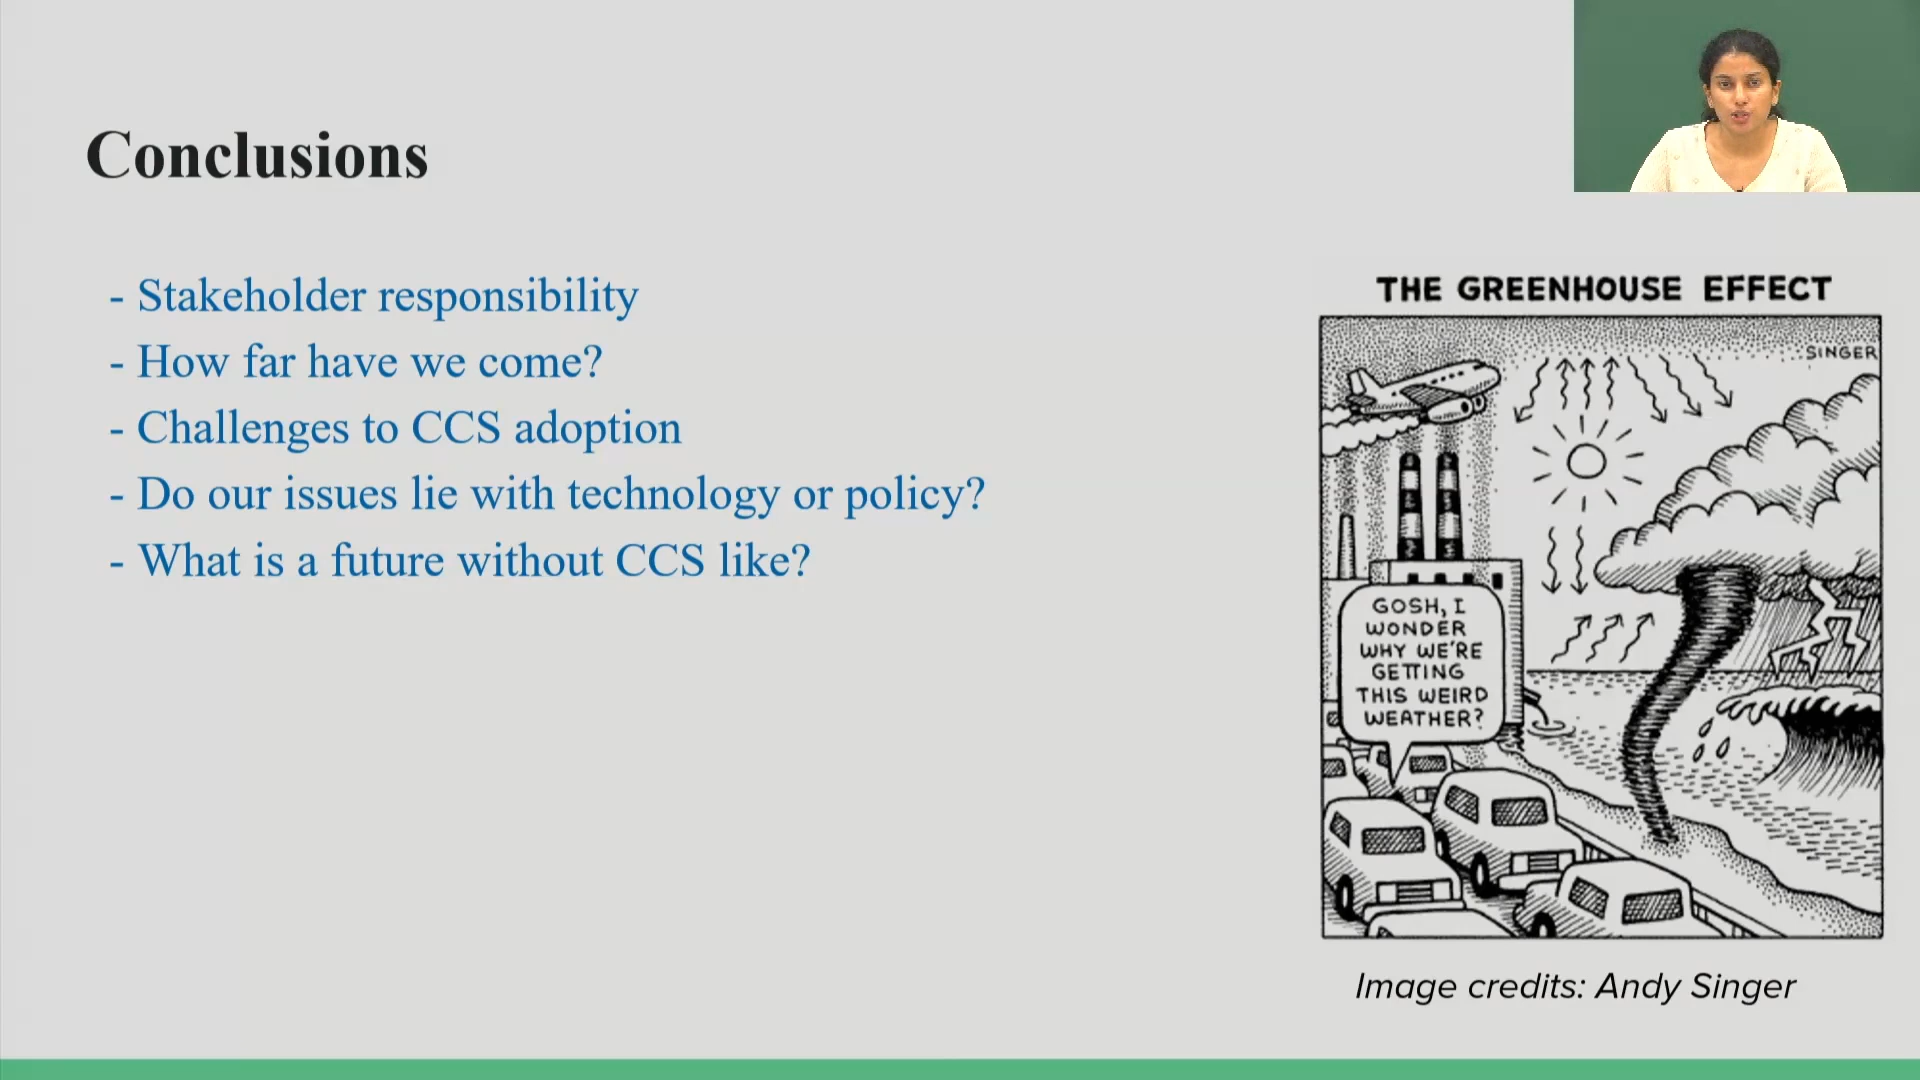 Conclusions
- Stakeholder responsibility
- How far have we come?
- Challenges to CCS adoption
- Do our issues lie with technology or policy?
- What is a future without CCS like?
THE GREENHOUSE EFFECT
SINGER
GOSH, I
WONDER
WHY WE'RE
GETTING
THIS WEIRD
WEATHER?
Image credits: Andy Singer